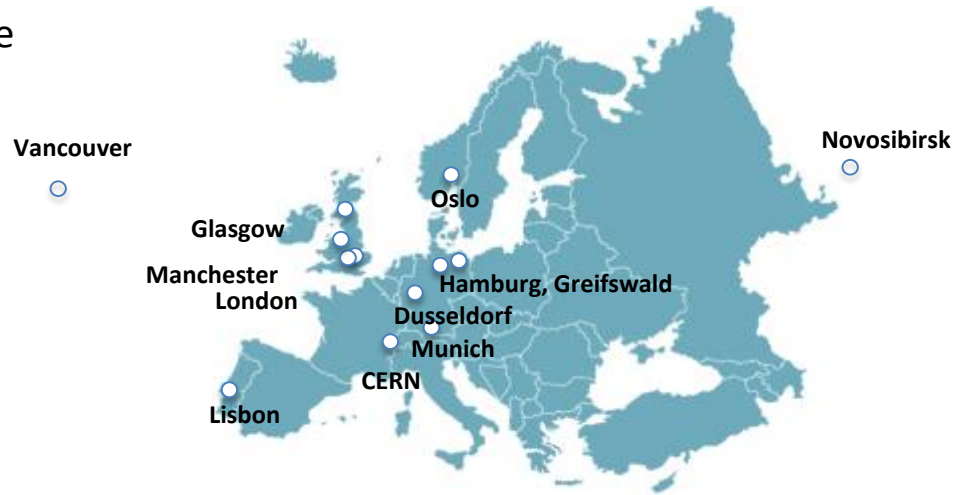 e
Vancouver
Novosibirsk
Oslo
Glasgow
Manchester
London
Hamburg, Greifswald
Dusseldorf
Munich
CERN
Lisbon